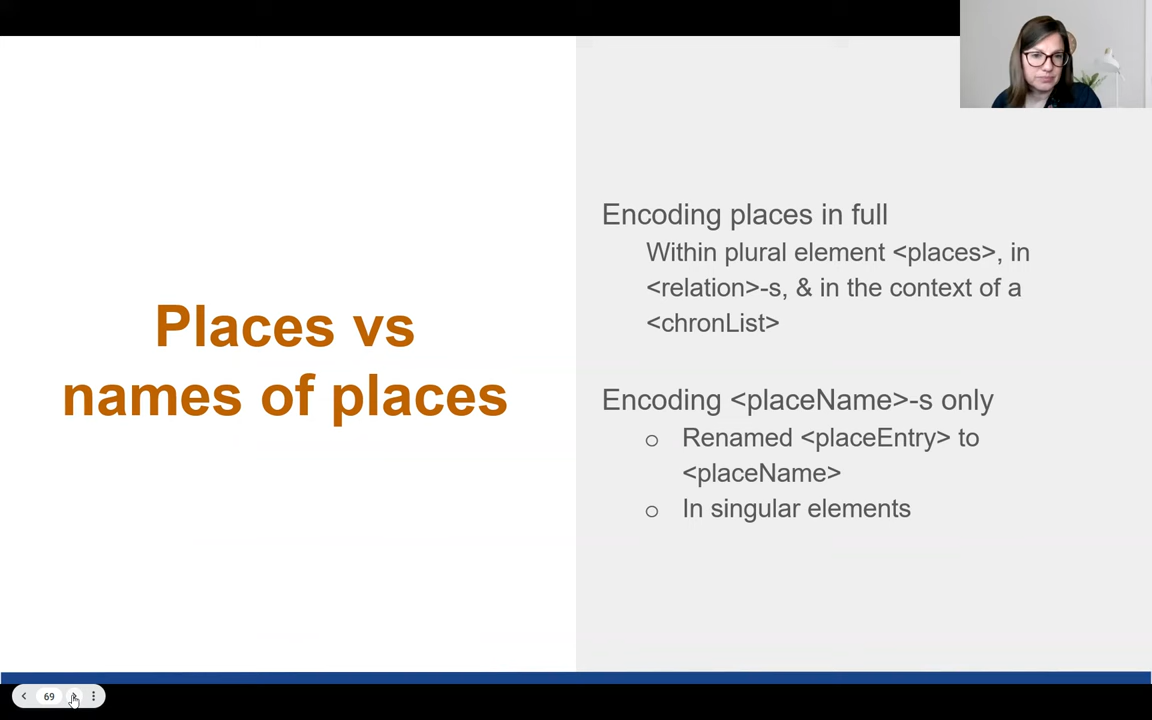 Places vs
names of places
Encoding places in full
Within plural element <places>, in
<relation>-s, & in the context of a
<chronList>
Encoding <placeName>-s only
o Renamed <placeEntry> to
<placeName>
o In singular elements
69